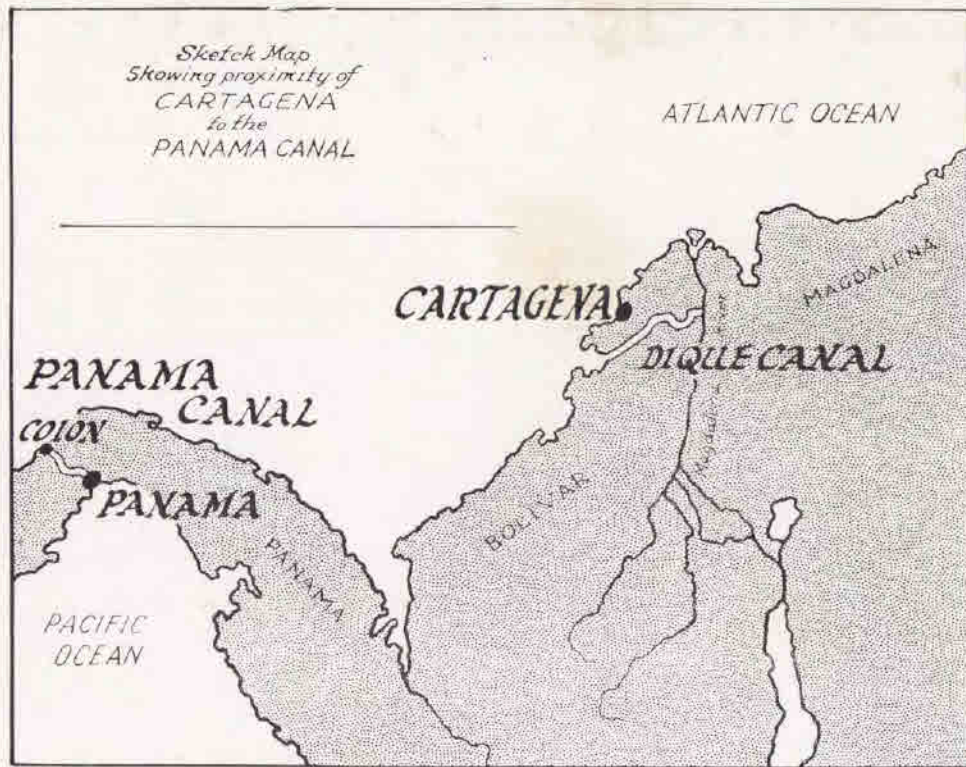 Sketch Map
Showing proximity of
CARTAGENA
to the
PANAMA CANAL
ATLANTIC OCEAN
MAGDALENA
CARTAGENA
DIQUE CANAL
PANAMA
CANAL
COLON
PANAMA
BOLIVAR
PANAMA
PACIFIC
OCEAN